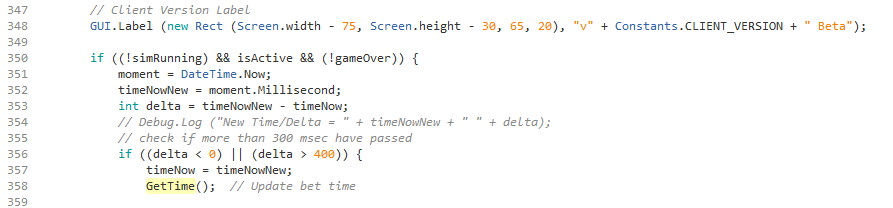 347 // Client Version Label
348 GUI.Label (new Rect (Screen.width - 75, Screen.height - 30, 65, 20), "v" + Constants.CLIENT_VERSION + " Beta");
349
350 if ((!simRunning) && isActive && (!gameOver)) {
351 moment = DateTime.Now;
352 timeNowNew = moment.Millisecond;
353 int delta = timeNowNew - timeNow;
354 // Debug.Log ("New Time/Delta = " + timeNowNew + " " + delta);
355 // check if more than 300 msec have passed
356 if ((delta < 0) || (delta > 400)) {
357 timeNow = timeNowNew;
358 GetTime(); // Update bet time
359